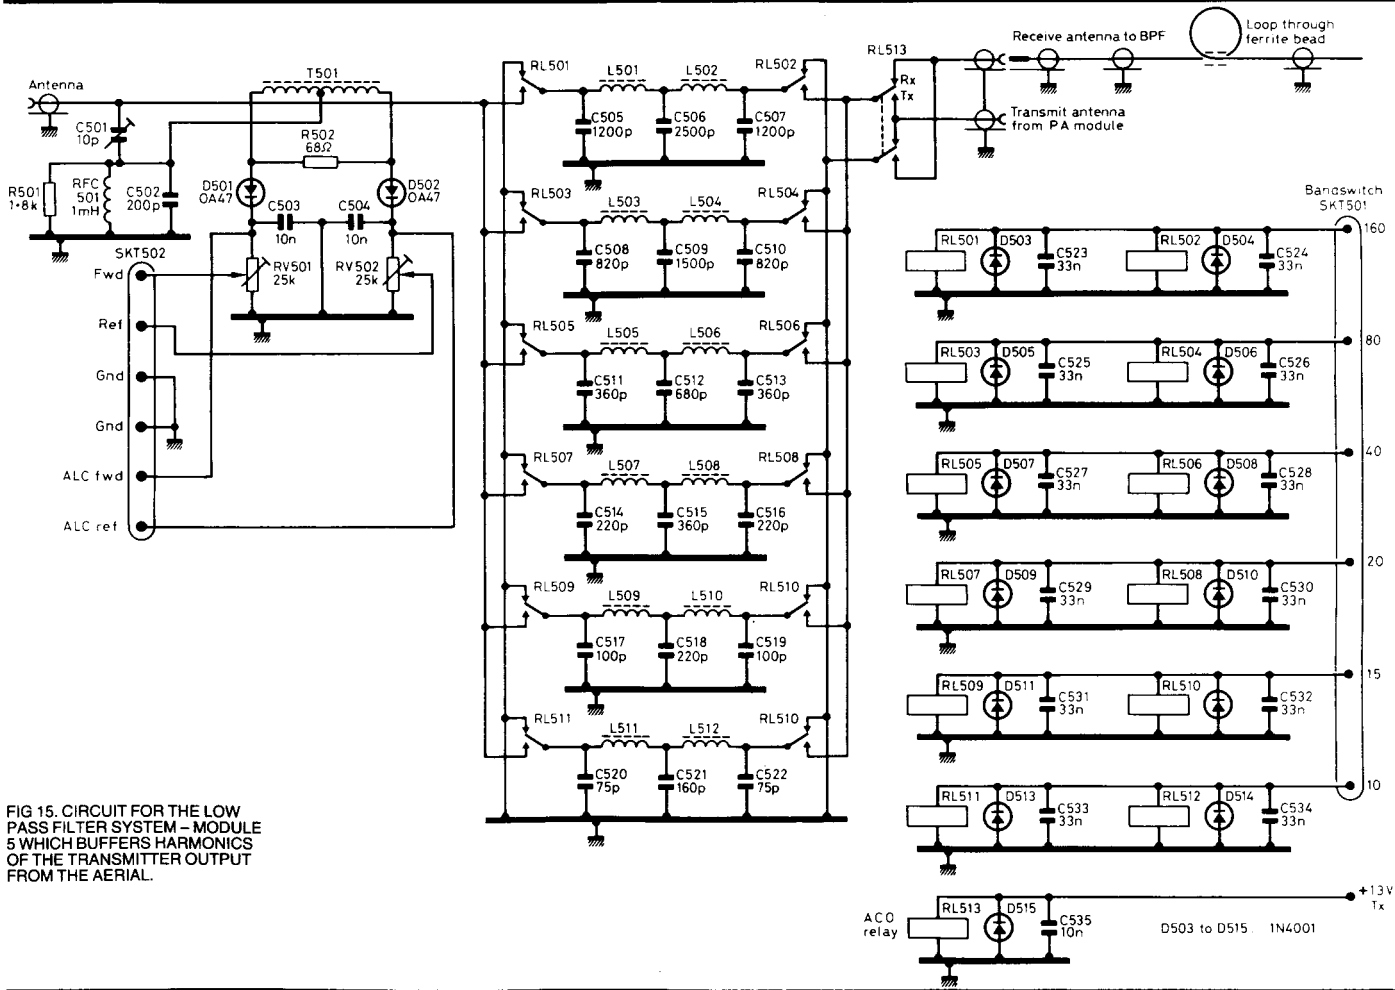 Antenna
C501
10p
T501
R502
68Ω
R501
1·8k
RFC
501
1mH
C502
200p
D501
OA47
D502
OA47
C503
10n
C504
10n
RV501
25k
RV502
25k
SKT502
Fwd
Ref
Gnd
Gnd
ALC fwd
ALC ref
RL501
L501
L502
RL502
C505
1200p
C506
2500p
C507
1200p
RL503
L503
L504
RL504
C508
820p
C509
1500p
C510
820p
RL505
L505
L506
RL506
C511
360p
C512
680p
C513
360p
RL507
L507
L508
RL508
C514
220p
C515
360p
C516
220p
RL509
L509
L510
RL510
C517
100p
C518
220p
C519
100p
RL511
L511
L512
RL510
C520
75p
C521
160p
C522
75p
RL513
Rx
Tx
Receive antenna to BPF
Loop through
ferrite bead
Transmit antenna
from PA module
Bandswitch
SKT501
RL501
D503
C523
33n
RL502
D504
C524
33n
160
RL503
D505
C525
33n
RL504
D506
C526
33n
80
RL505
D507
C527
33n
RL506
D508
C528
33n
40
RL507
D509
C529
33n
RL508
D510
C530
33n
20
RL509
D511
C531
33n
RL510
C532
33n
15
RL511
D513
C533
33n
RL512
D514
C534
33n
10
ACO
relay
RL513
D515
C535
10n
+13V
Tx
D503 to D515 1N4001
FIG 15. CIRCUIT FOR THE LOW
PASS FILTER SYSTEM – MODULE
5 WHICH BUFFERS HARMONICS
OF THE TRANSMITTER OUTPUT
FROM THE AERIAL.